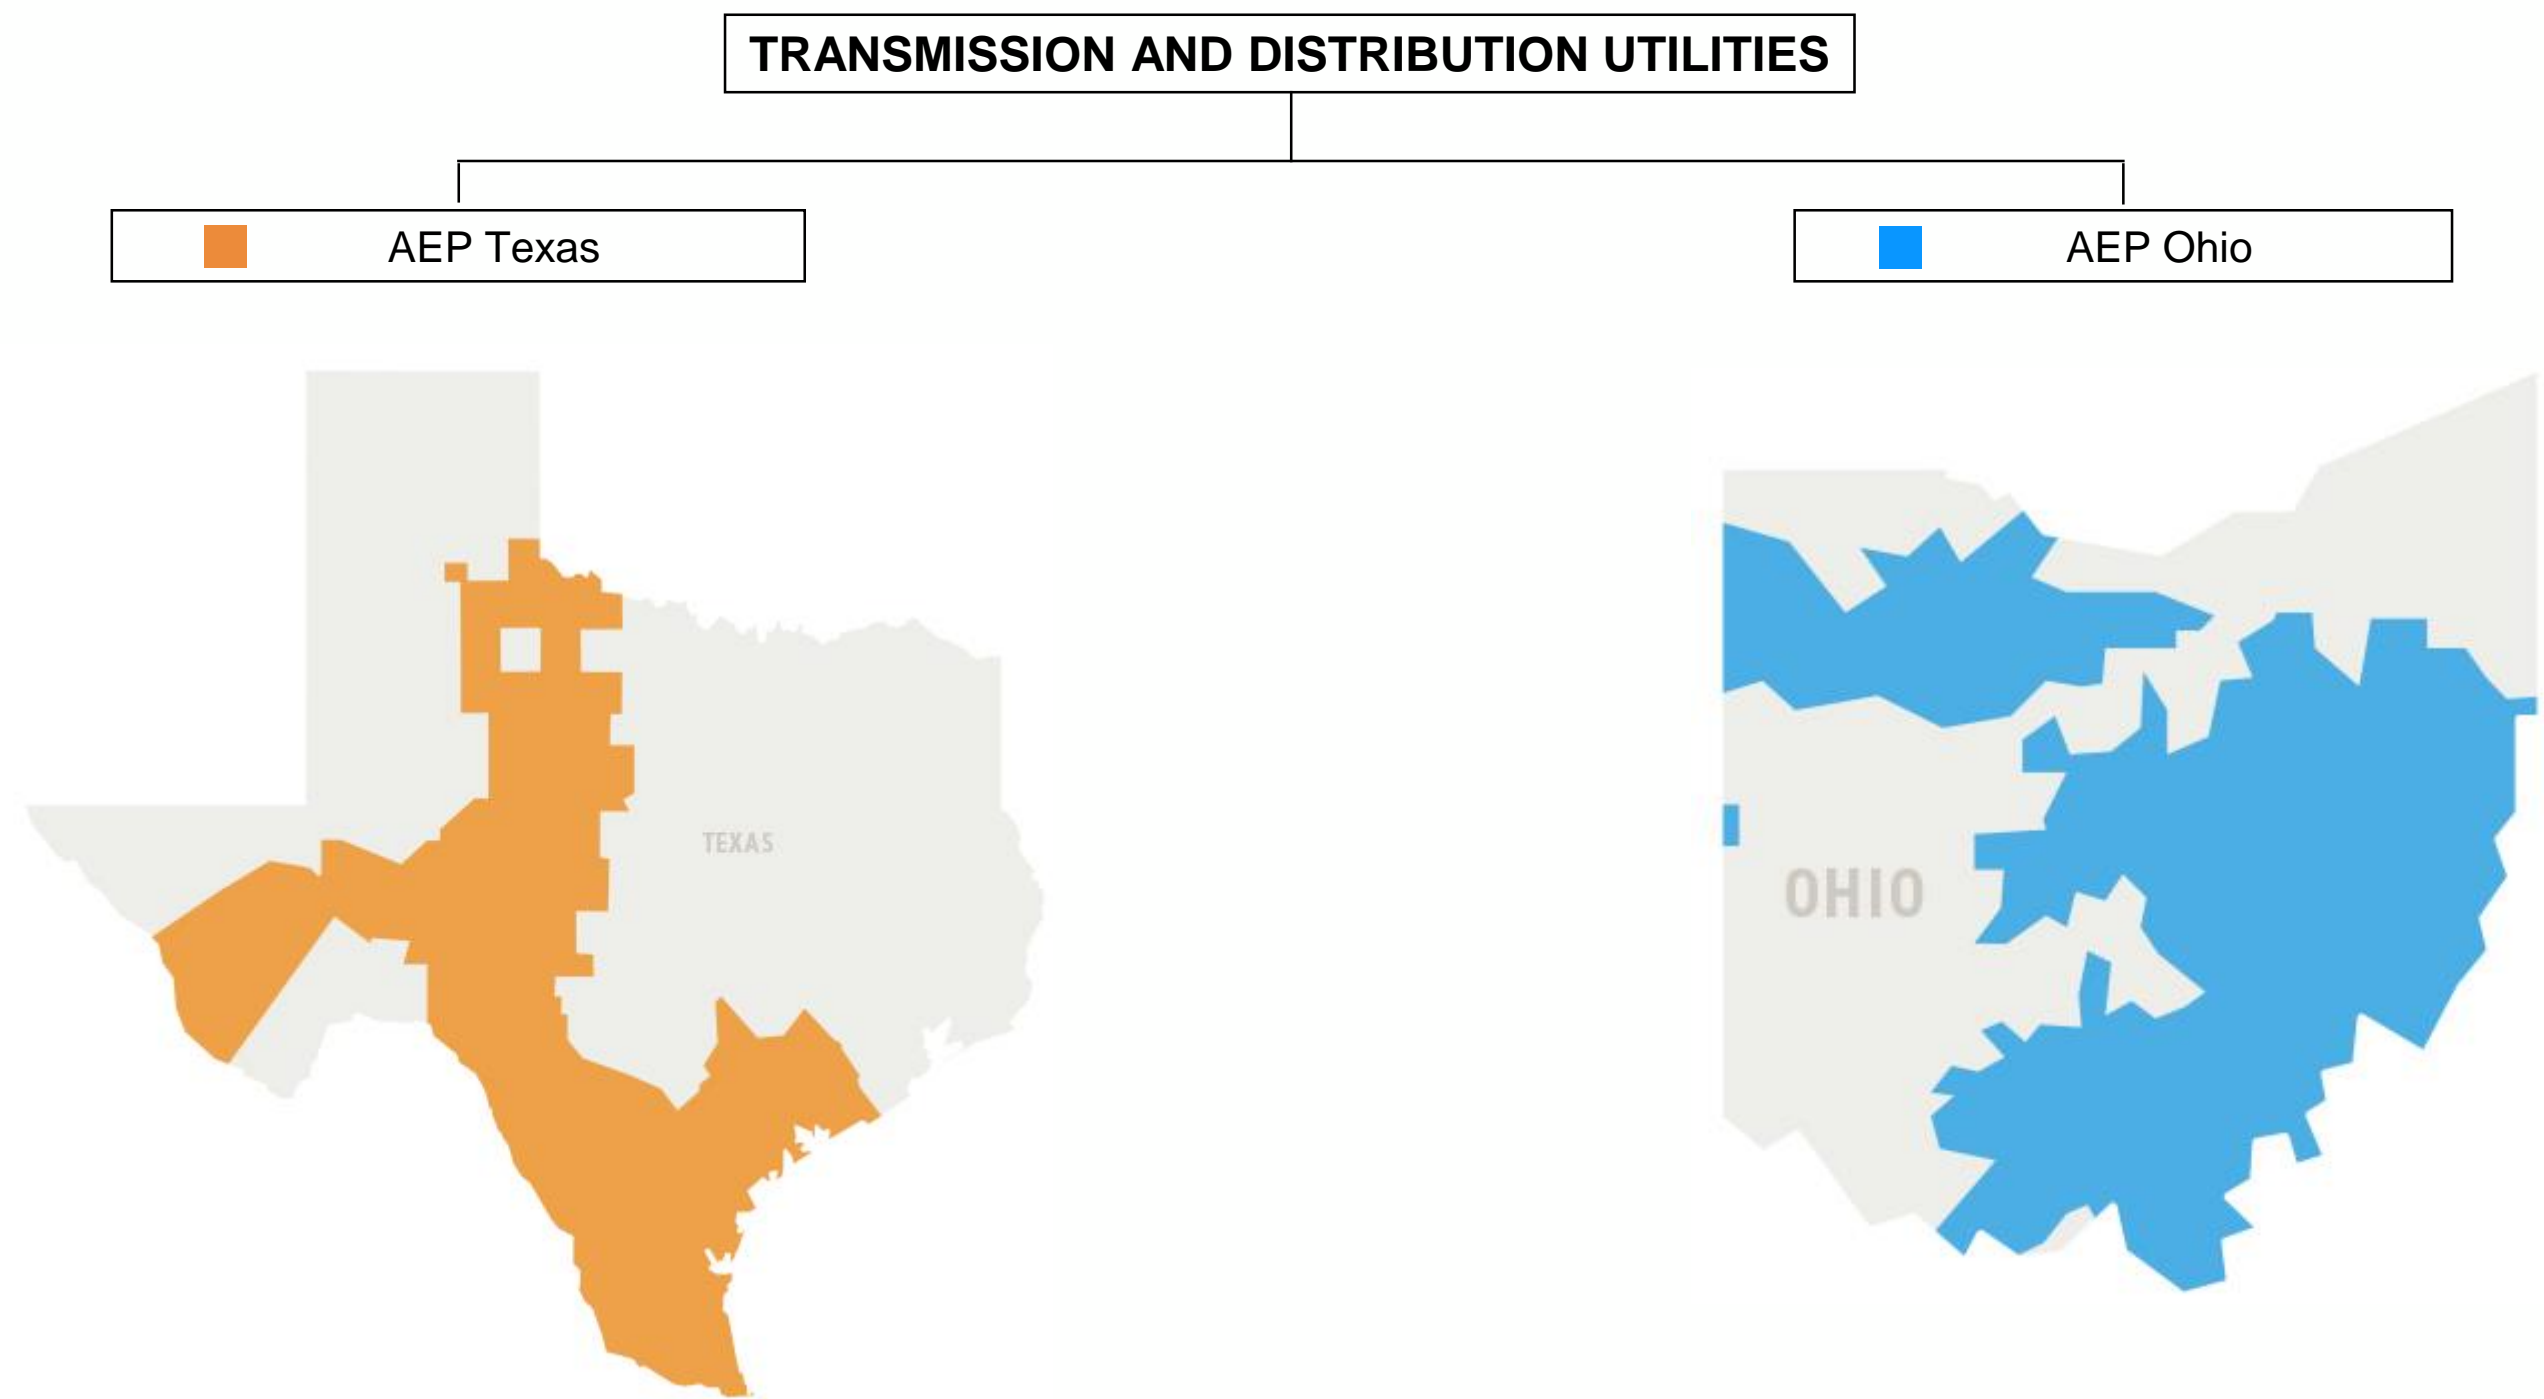 TRANSMISSION AND DISTRIBUTION UTILITIES
AEP Texas
AEP Ohio
TEXAS
OHIO